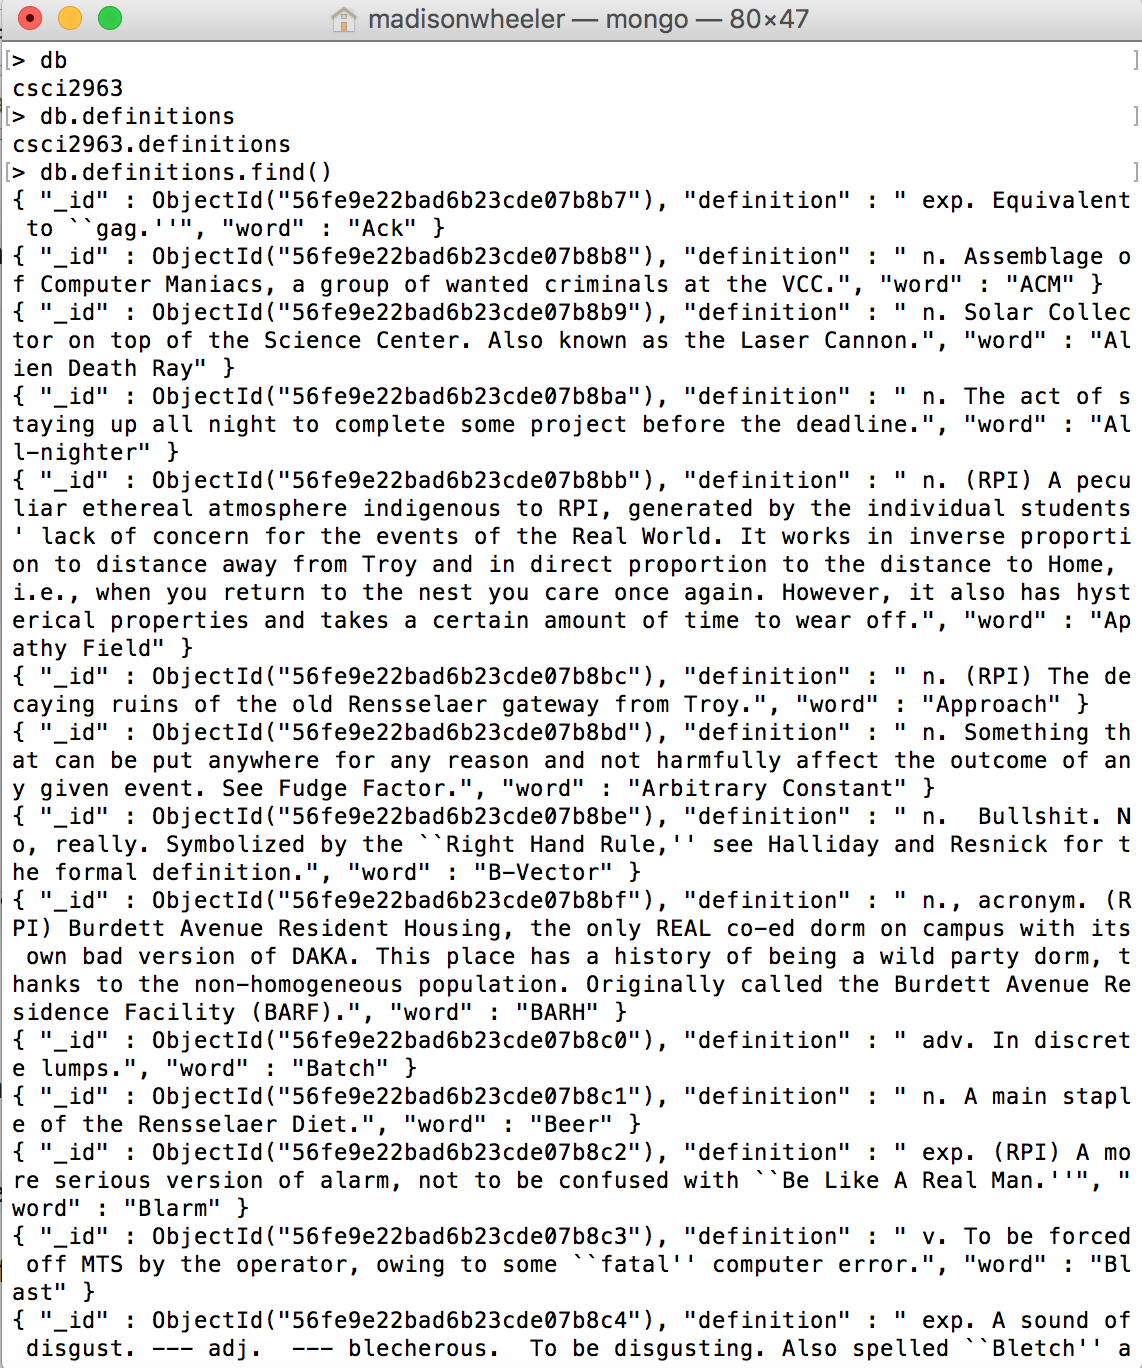 madisonwheeler — mongo — 80×47
[> db ]
csci2963
[> db.definitions ]
csci2963.definitions
[> db.definitions.find() ]
{ "_id" : ObjectId("56fe9e22bad6b23cde07b8b7"), "definition" : " exp. Equivalent
 to ``gag.''", "word" : "Ack" }
{ "_id" : ObjectId("56fe9e22bad6b23cde07b8b8"), "definition" : " n. Assemblage o
f Computer Maniacs, a group of wanted criminals at the VCC.", "word" : "ACM" }
{ "_id" : ObjectId("56fe9e22bad6b23cde07b8b9"), "definition" : " n. Solar Collec
tor on top of the Science Center. Also known as the Laser Cannon.", "word" : "Al
ien Death Ray" }
{ "_id" : ObjectId("56fe9e22bad6b23cde07b8ba"), "definition" : " n. The act of s
taying up all night to complete some project before the deadline.", "word" : "Al
l-nighter" }
{ "_id" : ObjectId("56fe9e22bad6b23cde07b8bb"), "definition" : " n. (RPI) A pecu
liar ethereal atmosphere indigenous to RPI, generated by the individual students
' lack of concern for the events of the Real World. It works in inverse proporti
on to distance away from Troy and in direct proportion to the distance to Home,
i.e., when you return to the nest you care once again. However, it also has hyst
erical properties and takes a certain amount of time to wear off.", "word" : "Ap
athy Field" }
{ "_id" : ObjectId("56fe9e22bad6b23cde07b8bc"), "definition" : " n. (RPI) The de
caying ruins of the old Rensselaer gateway from Troy.", "word" : "Approach" }
{ "_id" : ObjectId("56fe9e22bad6b23cde07b8bd"), "definition" : " n. Something th
at can be put anywhere for any reason and not harmfully affect the outcome of an
y given event. See Fudge Factor.", "word" : "Arbitrary Constant" }
{ "_id" : ObjectId("56fe9e22bad6b23cde07b8be"), "definition" : " n.  Bullshit. N
o, really. Symbolized by the ``Right Hand Rule,'' see Halliday and Resnick for t
he formal definition.", "word" : "B-Vector" }
{ "_id" : ObjectId("56fe9e22bad6b23cde07b8bf"), "definition" : " n., acronym. (R
PI) Burdett Avenue Resident Housing, the only REAL co-ed dorm on campus with its
 own bad version of DAKA. This place has a history of being a wild party dorm, t
hanks to the non-homogeneous population. Originally called the Burdett Avenue Re
sidence Facility (BARF).", "word" : "BARH" }
{ "_id" : ObjectId("56fe9e22bad6b23cde07b8c0"), "definition" : " adv. In discret
e lumps.", "word" : "Batch" }
{ "_id" : ObjectId("56fe9e22bad6b23cde07b8c1"), "definition" : " n. A main stapl
e of the Rensselaer Diet.", "word" : "Beer" }
{ "_id" : ObjectId("56fe9e22bad6b23cde07b8c2"), "definition" : " exp. (RPI) A mo
re serious version of alarm, not to be confused with ``Be Like A Real Man.''", "
word" : "Blarm" }
{ "_id" : ObjectId("56fe9e22bad6b23cde07b8c3"), "definition" : " v. To be forced
 off MTS by the operator, owing to some ``fatal'' computer error.", "word" : "Bl
ast" }
{ "_id" : ObjectId("56fe9e22bad6b23cde07b8c4"), "definition" : " exp. A sound of
 disgust. --- adj.  --- blecherous.  To be disgusting. Also spelled ``Bletch'' a